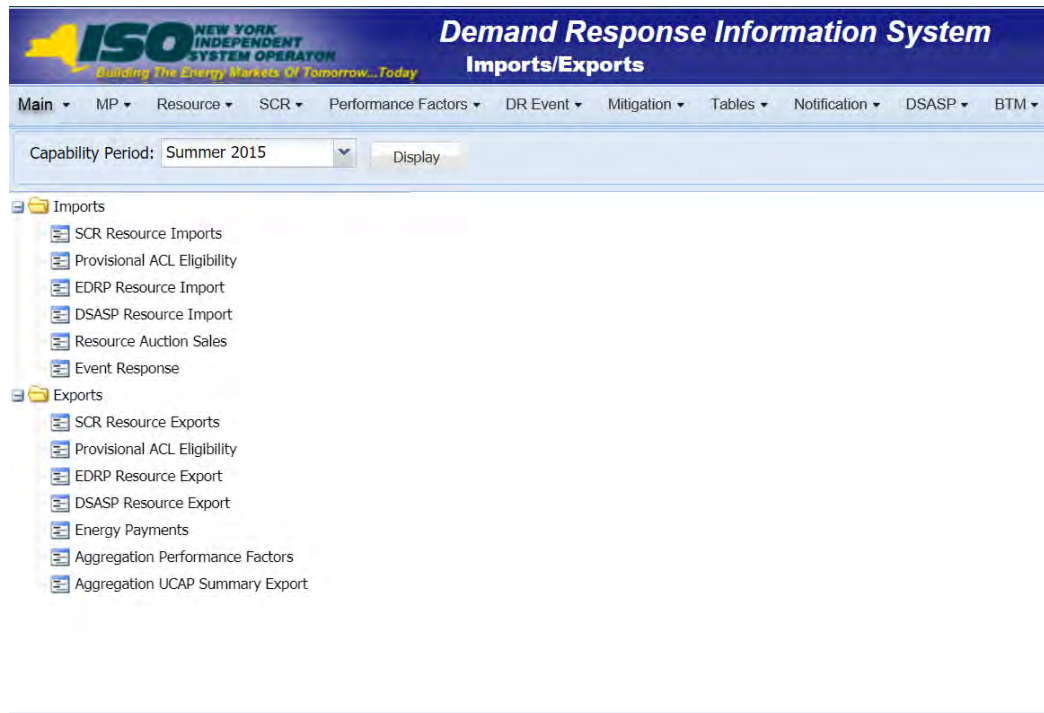 NEW YORK
INDEPENDENT
SYSTEM OPERATOR
ISO
Building The Energy Markets Of Tomorrow...Today
Demand Response Information System
Imports/Exports
Main MP Resource SCR Performance Factors DR Event Mitigation Tables Notification DSASP BTM
Capability Period: Summer 2015 Display
Imports
SCR Resource Imports
Provisional ACL Eligibility
EDRP Resource Import
DSASP Resource Import
Resource Auction Sales
Event Response
Exports
SCR Resource Exports
Provisional ACL Eligibility
EDRP Resource Export
DSASP Resource Export
Energy Payments
Aggregation Performance Factors
Aggregation UCAP Summary Export